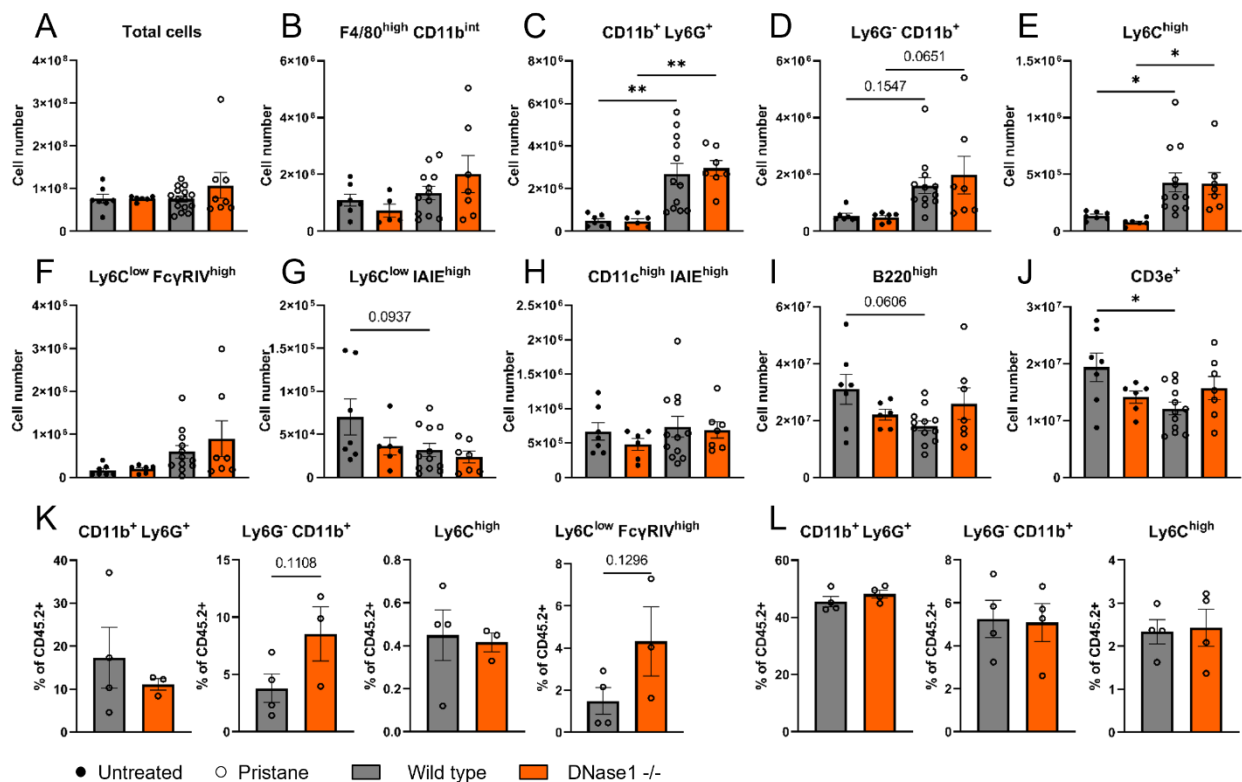 A
Total cells
Cell number
4×10⁸
3×10⁸
2×10⁸
1×10⁸
0
B
F4/80ʰⁱᵍʰ CD11bⁱⁿᵗ
Cell number
6×10⁶
4×10⁶
2×10⁶
0
C
CD11b⁺ Ly6G⁺
Cell number
6×10⁶
4×10⁶
2×10⁶
0
**
**
D
Ly6G⁻ CD11b⁺
Cell number
6×10⁶
4×10⁶
2×10⁶
0
0.0651
0.1547
E
Ly6Cʰⁱᵍʰ
Cell number
1×10⁶
1×10⁶
5×10⁵
0
*
*
F
Ly6Cˡᵒʷ FcγRIVʰⁱᵍʰ
Cell number
4×10⁶
3×10⁶
2×10⁶
1×10⁶
0
G
Ly6Cˡᵒʷ IAIEʰⁱᵍʰ
Cell number
2×10⁵
2×10⁵
1×10⁵
5×10⁴
0
0.0937
H
CD11cʰⁱᵍʰ IAIEʰⁱᵍʰ
Cell number
2.5×10⁶
2×10⁶
1.5×10⁶
1×10⁶
5×10⁵
0
I
B220ʰⁱᵍʰ
Cell number
6×10⁷
4×10⁷
2×10⁷
0
0.0606
J
CD3e⁺
Cell number
3×10⁷
2×10⁷
1×10⁷
0
*
K
CD11b⁺ Ly6G⁺
% of CD45.2+
40
30
20
10
0
Ly6G⁻ CD11b⁺
% of CD45.2+
15
10
5
0
0.1108
Ly6Cʰⁱᵍʰ
% of CD45.2+
0.8
0.6
0.4
0.2
0.0
Ly6Cˡᵒʷ FcγRIVʰⁱᵍʰ
% of CD45.2+
8
6
4
2
0
0.1296
L
CD11b⁺ Ly6G⁺
% of CD45.2+
60
40
20
0
Ly6G⁻ CD11b⁺
% of CD45.2+
8
6
4
2
0
Ly6Cʰⁱᵍʰ
% of CD45.2+
4
3
2
1
0
Untreated
Pristane
Wild type
DNase1 -/-